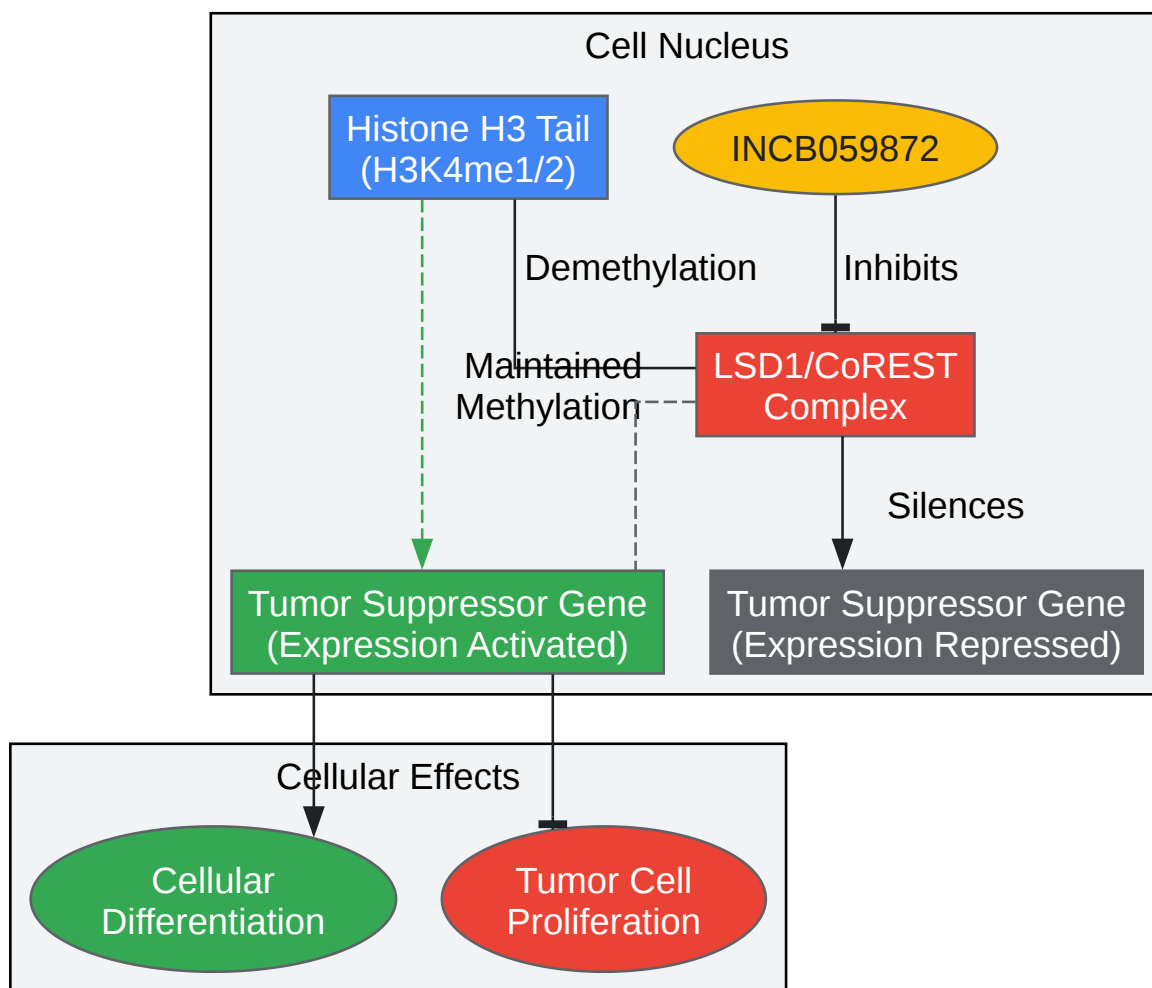 Cell Nucleus
Histone H3 Tail
(H3K4me1/2)
INCB059872
Demethylation
Inhibits
Maintained
Methylation
LSD1/CoREST
Complex
Silences
Tumor Suppressor Gene
(Expression Activated)
Tumor Suppressor Gene
(Expression Repressed)
Cellular Effects
Cellular
Differentiation
Tumor Cell
Proliferation